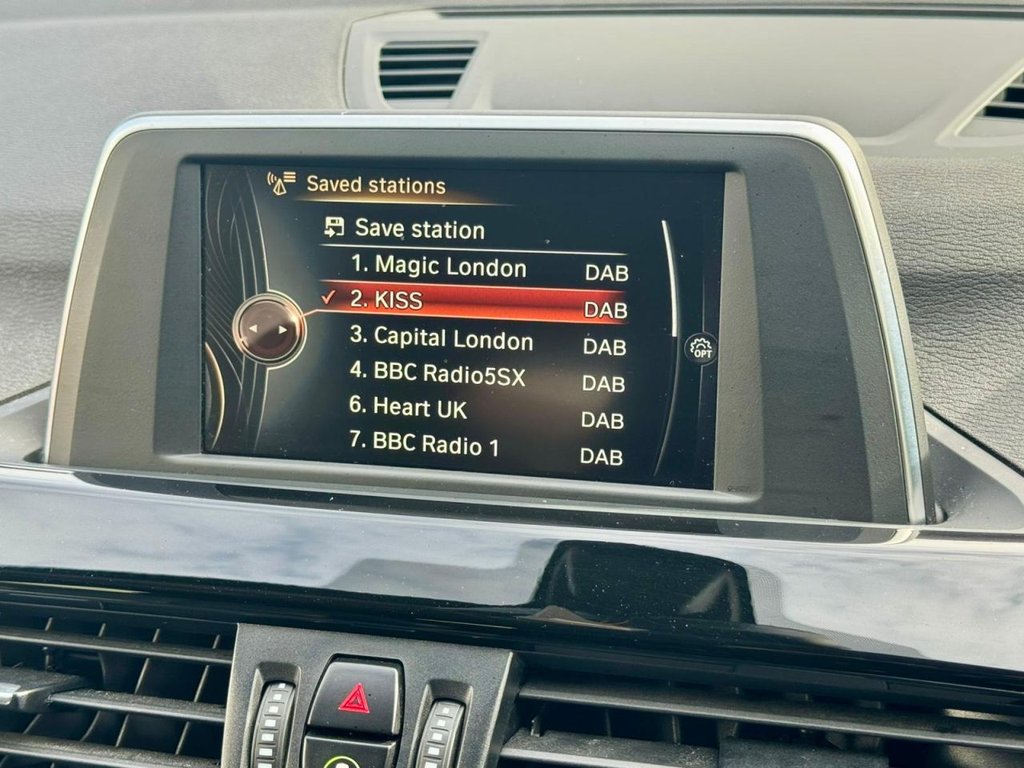 Saved stations
Save station
1. Magic London DAB
✓ 2. KISS DAB
3. Capital London DAB
4. BBC Radio5SX DAB
6. Heart UK DAB
7. BBC Radio 1 DAB
OPT